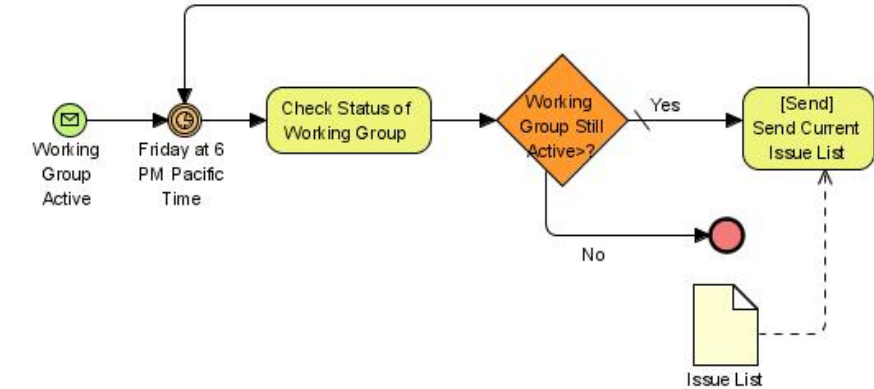 Working
Group
Active
Friday at 6
PM Pacific
Time
Check Status of
Working Group
Working
Group Still
Active>?
Yes
No
[Send]
Send Current
Issue List
Issue List